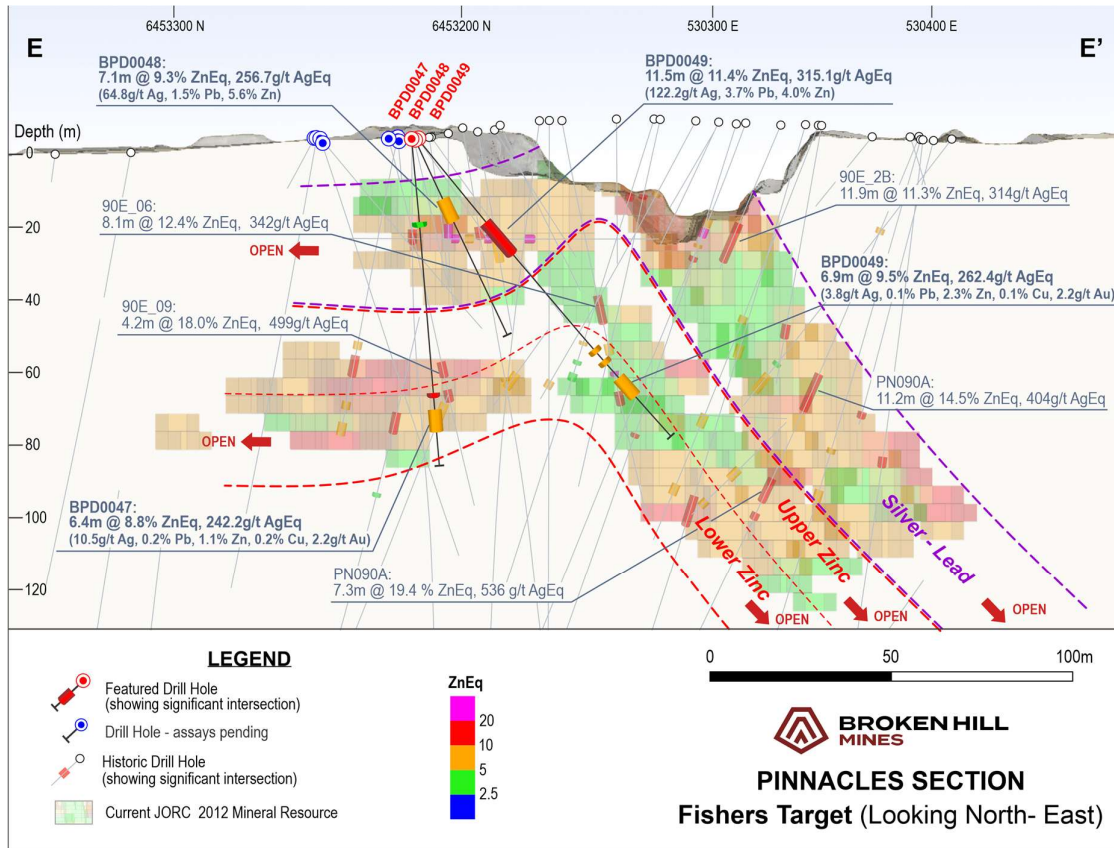 6453300 N
6453200 N
530300 E
530400 E
E
E'
BPD0048:
7.1m @ 9.3% ZnEq, 256.7g/t AgEq
(64.8g/t Ag, 1.5% Pb, 5.6% Zn)
BPD0047
BPD0048
BPD0049
BPD0049:
11.5m @ 11.4% ZnEq, 315.1g/t AgEq
(122.2g/t Ag, 3.7% Pb, 4.0% Zn)
Depth (m)
0
20
40
60
80
100
120
90E_06:
8.1m @ 12.4% ZnEq, 342g/t AgEq
OPEN
90E_2B:
11.9m @ 11.3% ZnEq, 314g/t AgEq
BPD0049:
6.9m @ 9.5% ZnEq, 262.4g/t AgEq
(3.8g/t Ag, 0.1% Pb, 2.3% Zn, 0.1% Cu, 2.2g/t Au)
90E_09:
4.2m @ 18.0% ZnEq, 499g/t AgEq
PN090A:
11.2m @ 14.5% ZnEq, 404g/t AgEq
OPEN
BPD0047:
6.4m @ 8.8% ZnEq, 242.2g/t AgEq
(10.5g/t Ag, 0.2% Pb, 1.1% Zn, 0.2% Cu, 2.2g/t Au)
PN090A:
7.3m @ 19.4 % ZnEq, 536 g/t AgEq
Lower Zinc
Upper Zinc
Silver - Lead
OPEN
OPEN
OPEN
LEGEND
Featured Drill Hole
(showing significant intersection)
Drill Hole - assays pending
Historic Drill Hole
(showing significant intersection)
Current JORC 2012 Mineral Resource
ZnEq
20
10
5
2.5
0
50
100m
BROKEN HILL
MINES
PINNACLES SECTION
Fishers Target (Looking North- East)